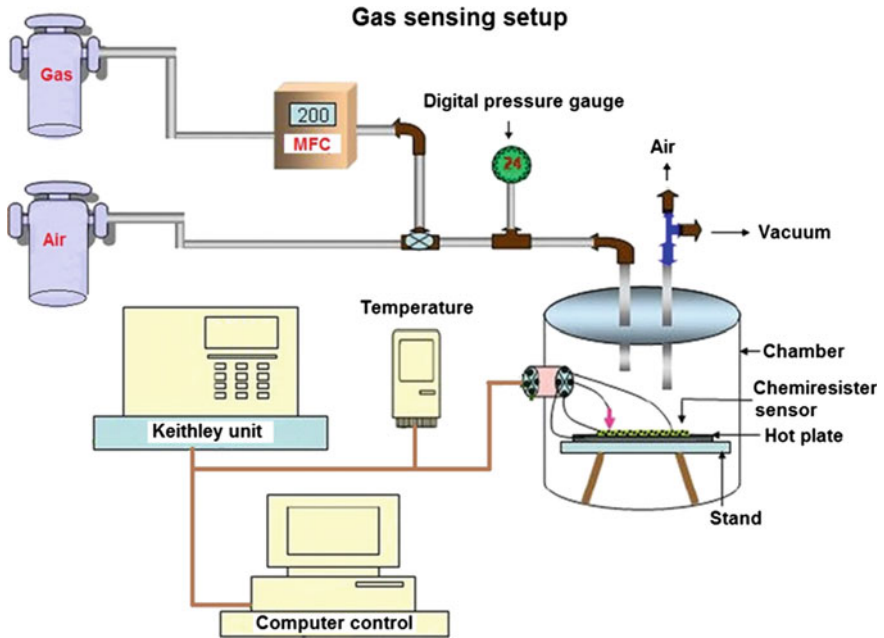 Gas sensing setup
Gas
200
MFC
Digital pressure gauge
24
Air
Vacuum
Air
Temperature
Chamber
Chemiresister
sensor
Hot plate
Keithley unit
Stand
Computer control